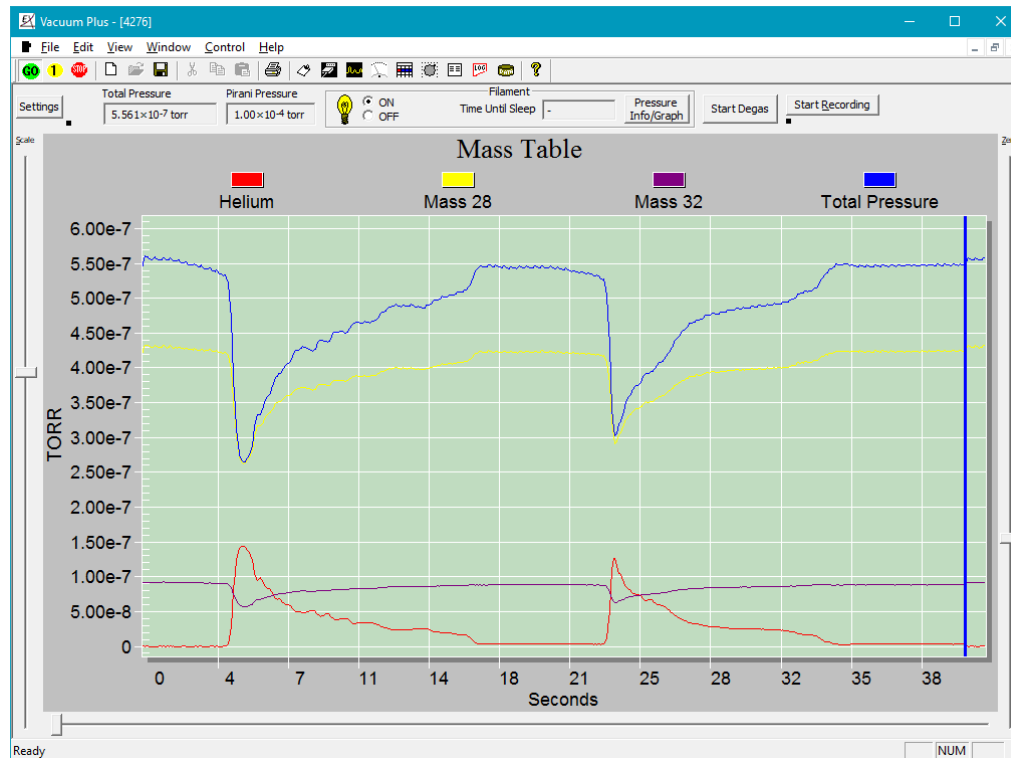 Vacuum Plus - [4276]
File Edit View Window Control Help
GO 1 STOP LOG ?
Settings
Total Pressure
5.561×10-7 torr
Pirani Pressure
1.00×10-4 torr
ON
OFF
Filament
Time Until Sleep -
Pressure
Info/Graph
Start Degas
Start Recording
Scale
Mass Table
Helium Mass 28 Mass 32 Total Pressure
6.00e-7
5.50e-7
5.00e-7
4.50e-7
4.00e-7
3.50e-7
3.00e-7
2.50e-7
2.00e-7
1.50e-7
1.00e-7
5.00e-8
0
TORR
0 4 7 11 14 18 21 25 28 32 35 38
Seconds
Ready NUM